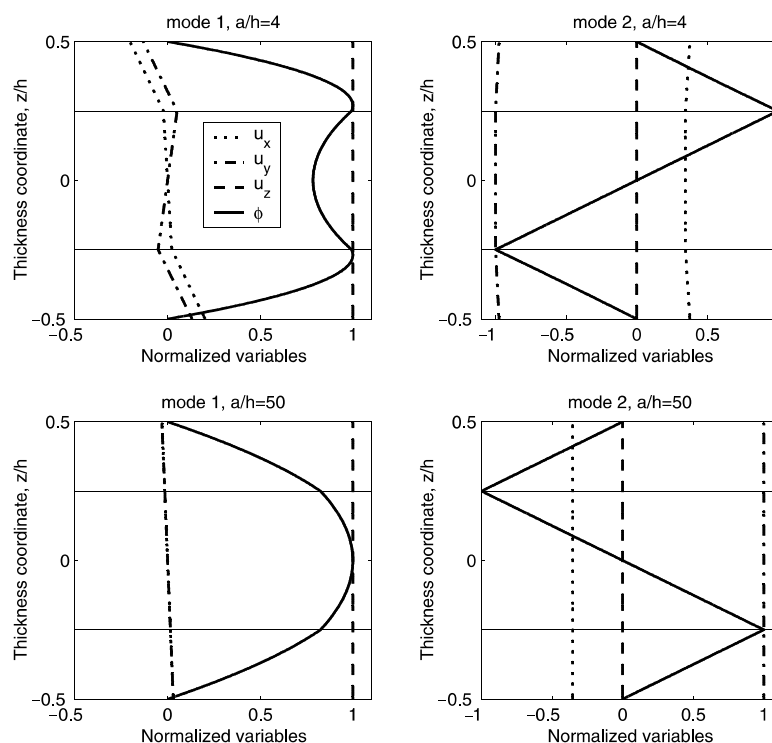 mode 1, a/h=4
0.5
0
−0.5
Thickness coordinate, z/h
u_x
u_y
u_z
ϕ
−0.5 0 0.5 1
Normalized variables
mode 2, a/h=4
0.5
0
−0.5
Thickness coordinate, z/h
−1 −0.5 0 0.5
Normalized variables
mode 1, a/h=50
0.5
0
−0.5
Thickness coordinate, z/h
−0.5 0 0.5 1
Normalized variables
mode 2, a/h=50
0.5
0
−0.5
Thickness coordinate, z/h
−1 −0.5 0 0.5 1
Normalized variables